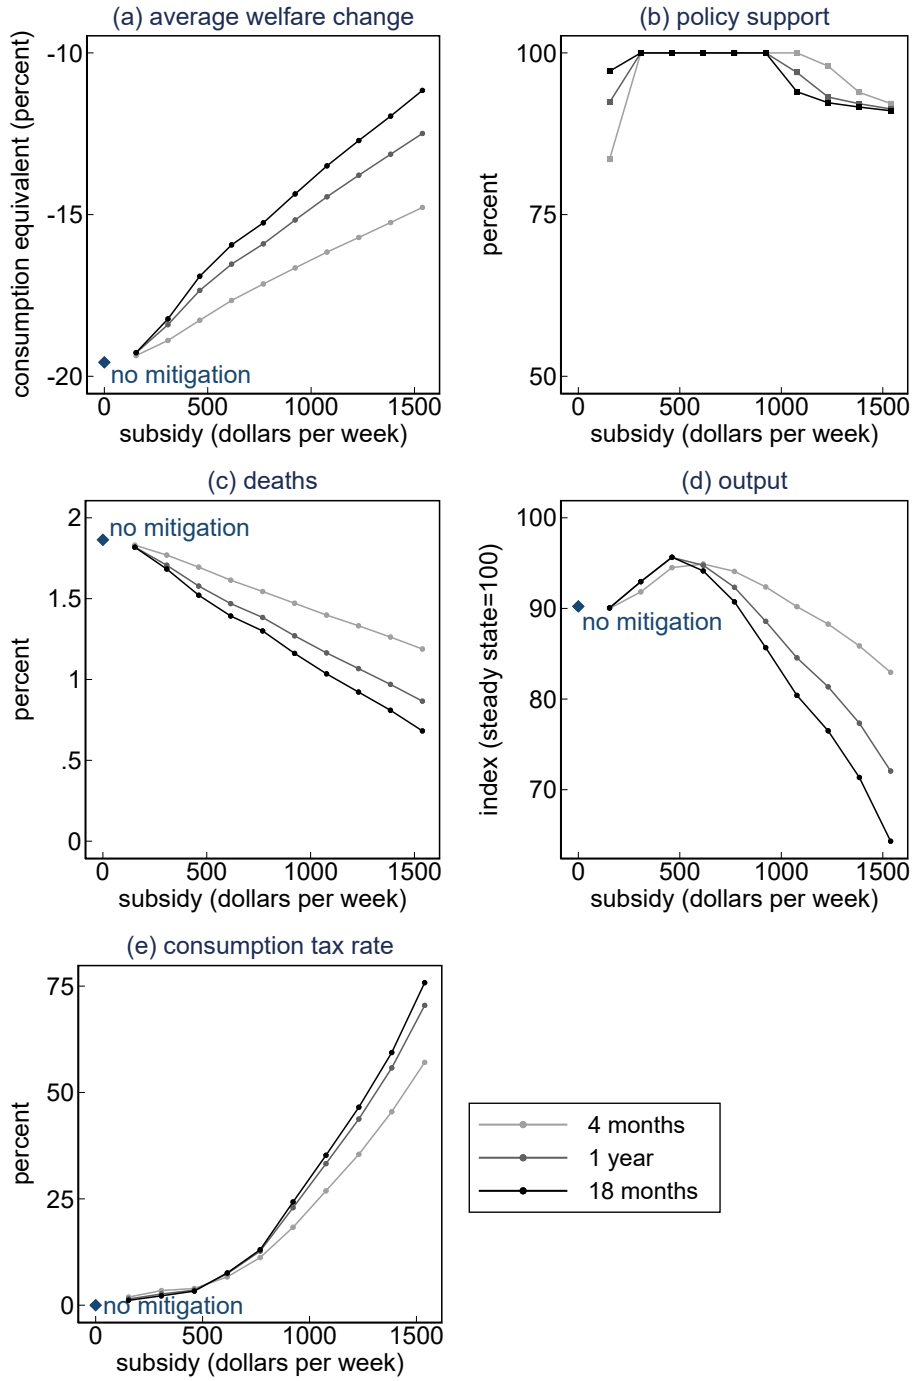 (a) average welfare change
consumption equivalent (percent)
-10
-15
-20
no mitigation
0 500 1000 1500
subsidy (dollars per week)
(b) policy support
percent
100
75
50
0 500 1000 1500
subsidy (dollars per week)
(c) deaths
percent
2
1.5
1
.5
0
no mitigation
0 500 1000 1500
subsidy (dollars per week)
(d) output
index (steady state=100)
100
90
80
70
no mitigation
0 500 1000 1500
subsidy (dollars per week)
(e) consumption tax rate
percent
75
50
25
0
no mitigation
0 500 1000 1500
subsidy (dollars per week)
4 months
1 year
18 months